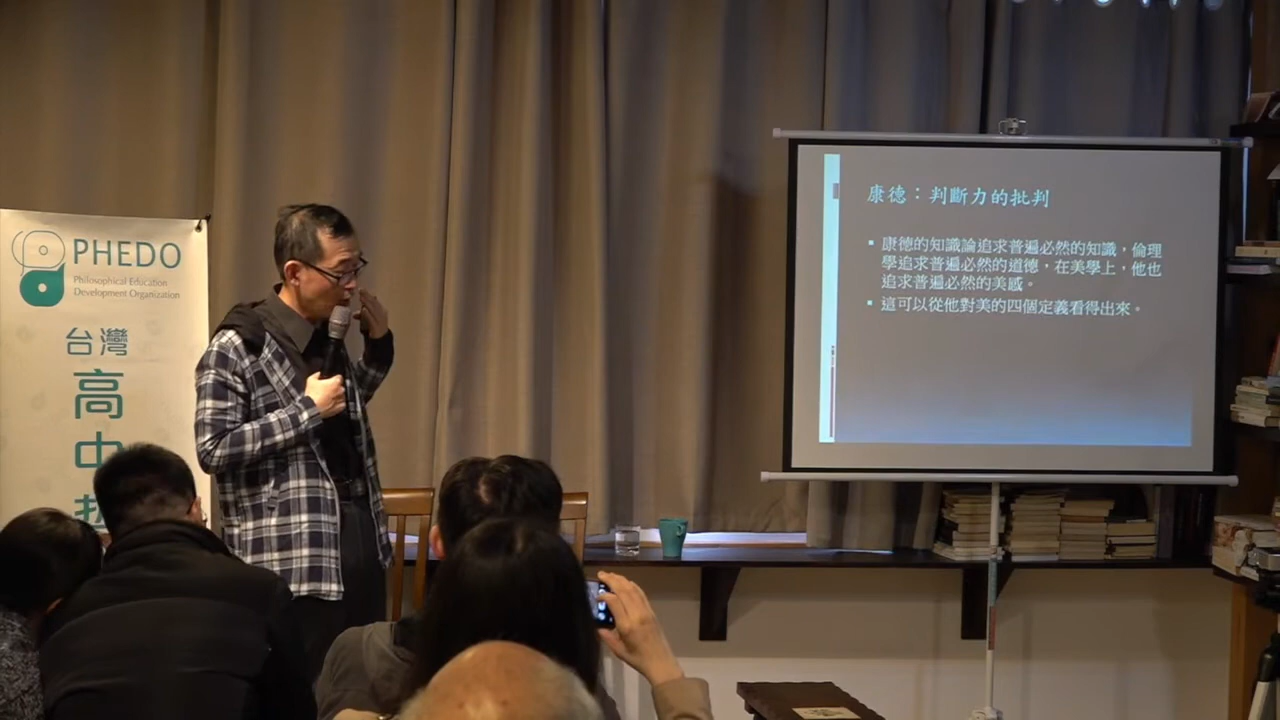 PHEDO
Philosophical Education
Development Organization
台灣
高
中
康德：判斷力的批判
▪ 康德的知識論追求普遍必然的知識，倫理
學追求普遍必然的道德，在美學上，他也
追求普遍必然的美感。
▪ 這可以從他對美的四個定義看得出來。